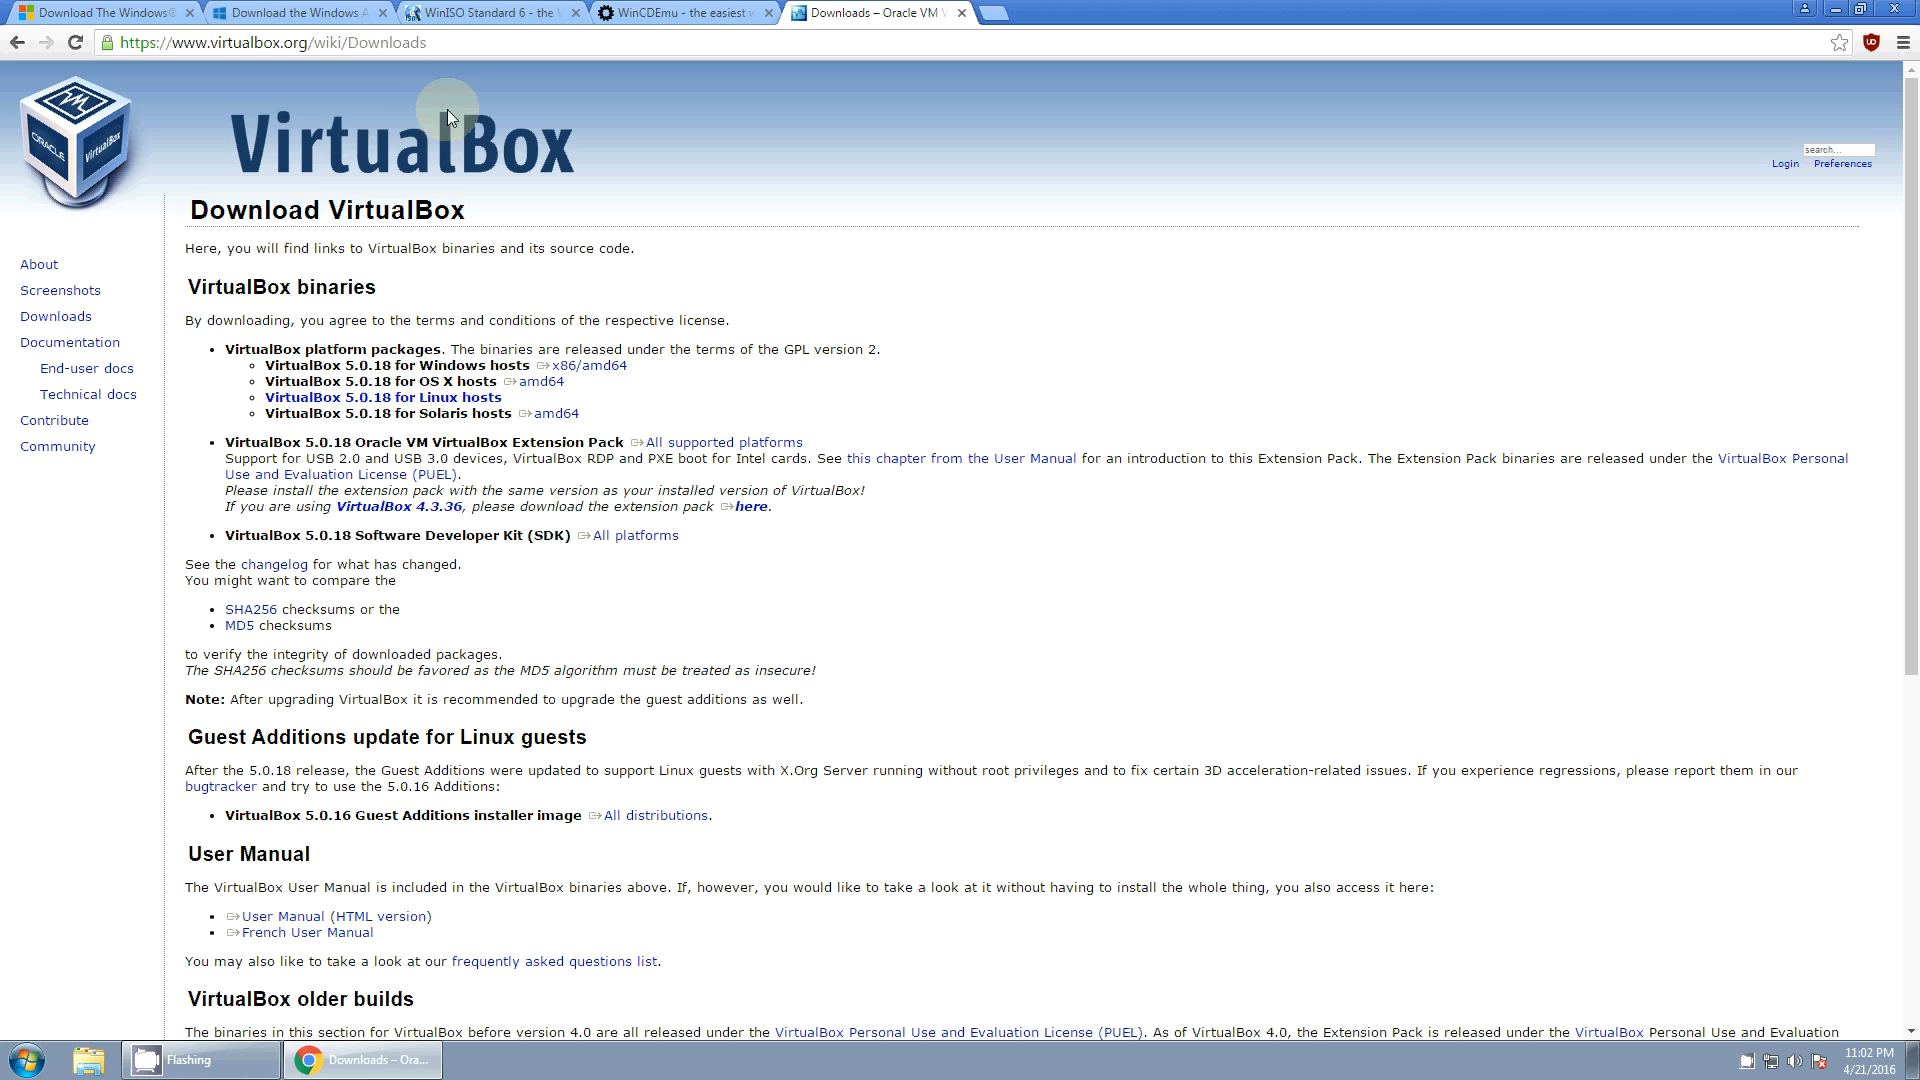 Download The Windows®
Download the Windows A
WinISO Standard 6 - the W
WinCDEmu - the easiest w
Downloads – Oracle VM V
https://www.virtualbox.org/wiki/Downloads
ORACLE
VirtualBox
VirtualBox
search...
Login Preferences
Download VirtualBox
Here, you will find links to VirtualBox binaries and its source code.
About
Screenshots
Downloads
Documentation
End-user docs
Technical docs
Contribute
Community
VirtualBox binaries
By downloading, you agree to the terms and conditions of the respective license.
VirtualBox platform packages. The binaries are released under the terms of the GPL version 2.
VirtualBox 5.0.18 for Windows hosts x86/amd64
VirtualBox 5.0.18 for OS X hosts amd64
VirtualBox 5.0.18 for Linux hosts
VirtualBox 5.0.18 for Solaris hosts amd64
VirtualBox 5.0.18 Oracle VM VirtualBox Extension Pack All supported platforms
Support for USB 2.0 and USB 3.0 devices, VirtualBox RDP and PXE boot for Intel cards. See this chapter from the User Manual for an introduction to this Extension Pack. The Extension Pack binaries are released under the VirtualBox Personal
Use and Evaluation License (PUEL).
Please install the extension pack with the same version as your installed version of VirtualBox!
If you are using VirtualBox 4.3.36, please download the extension pack here.
VirtualBox 5.0.18 Software Developer Kit (SDK) All platforms
See the changelog for what has changed.
You might want to compare the
SHA256 checksums or the
MD5 checksums
to verify the integrity of downloaded packages.
The SHA256 checksums should be favored as the MD5 algorithm must be treated as insecure!
Note: After upgrading VirtualBox it is recommended to upgrade the guest additions as well.
Guest Additions update for Linux guests
After the 5.0.18 release, the Guest Additions were updated to support Linux guests with X.Org Server running without root privileges and to fix certain 3D acceleration-related issues. If you experience regressions, please report them in our
bugtracker and try to use the 5.0.16 Additions:
VirtualBox 5.0.16 Guest Additions installer image All distributions.
User Manual
The VirtualBox User Manual is included in the VirtualBox binaries above. If, however, you would like to take a look at it without having to install the whole thing, you also access it here:
User Manual (HTML version)
French User Manual
You may also like to take a look at our frequently asked questions list.
VirtualBox older builds
The binaries in this section for VirtualBox before version 4.0 are all released under the VirtualBox Personal Use and Evaluation License (PUEL). As of VirtualBox 4.0, the Extension Pack is released under the VirtualBox Personal Use and Evaluation
Flashing
Downloads – Ora...
11:02 PM
4/21/2016